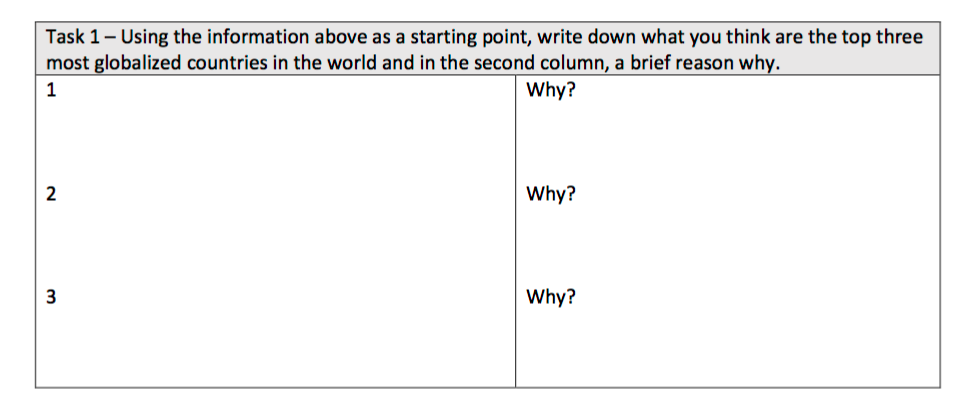 Task 1 – Using the information above as a starting point, write down what you think are the top three
most globalized countries in the world and in the second column, a brief reason why.
1 Why?
2 Why?
3 Why?